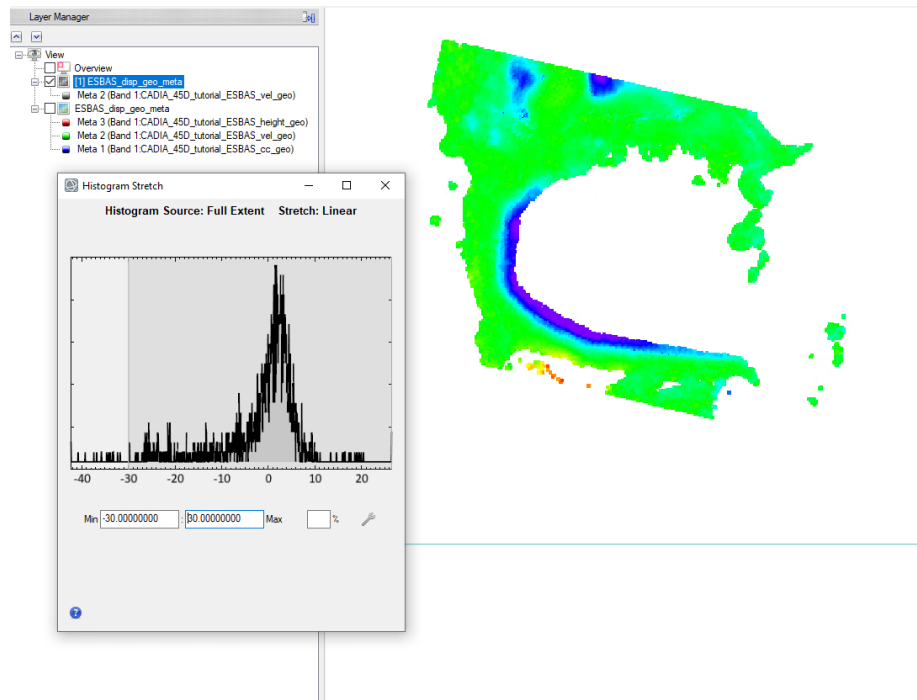 Layer Manager
View
Overview
[1] ESBAS_disp_geo_meta
Meta 2 (Band 1:CADIA_45D_tutorial_ESBAS_vel_geo)
ESBAS_disp_geo_meta
Meta 3 (Band 1:CADIA_45D_tutorial_ESBAS_height_geo)
Meta 2 (Band 1:CADIA_45D_tutorial_ESBAS_vel_geo)
Meta 1 (Band 1:CADIA_45D_tutorial_ESBAS_cc_geo)
Histogram Stretch
Histogram Source: Full Extent Stretch: Linear
-40 -30 -20 -10 0 10 20
Min -30.00000000 : 30.00000000 Max %
?